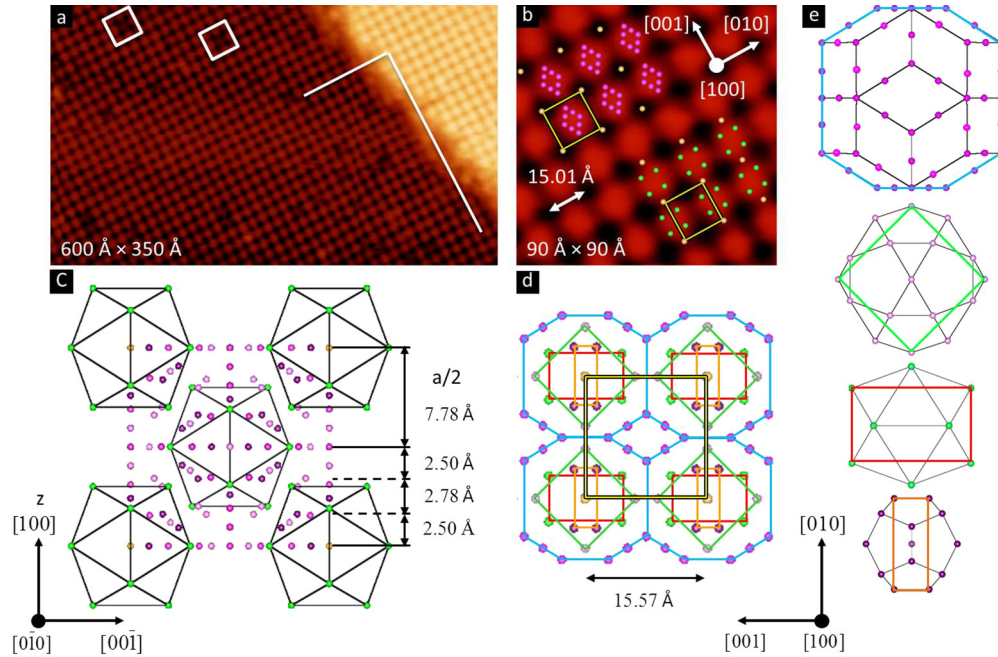 a
600 Å × 350 Å
b
[001]
[010]
[100]
15.01 Å
90 Å × 90 Å
e
C
a/2
7.78 Å
2.50 Å
2.78 Å
2.50 Å
z
[100]
[01̄0]
[001̄]
d
15.57 Å
[010]
[001]
[100]